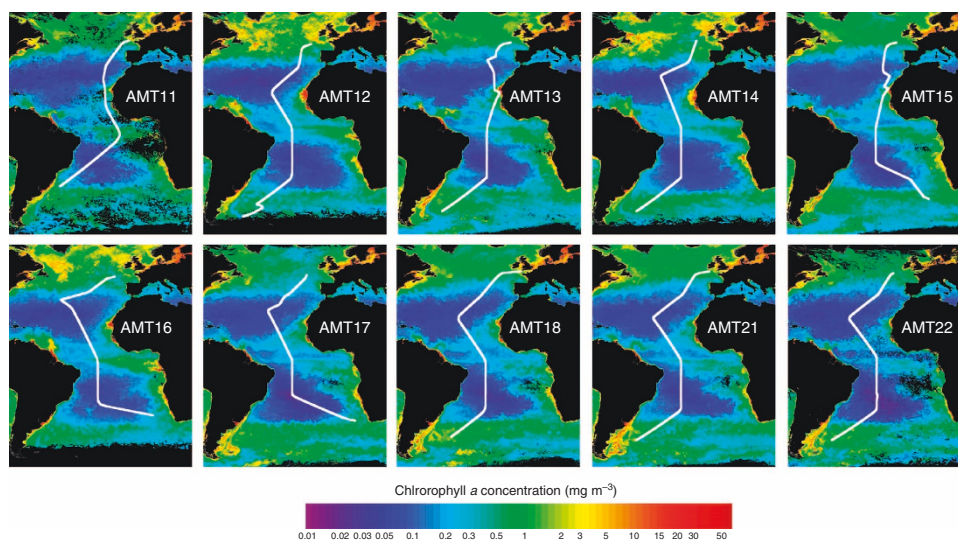 AMT11
AMT12
AMT13
AMT14
AMT15
AMT16
AMT17
AMT18
AMT21
AMT22
Chlrorophyll a concentration (mg m⁻³)
0.01 0.02 0.03 0.05 0.1 0.2 0.3 0.5 1 2 3 5 10 15 20 30 50